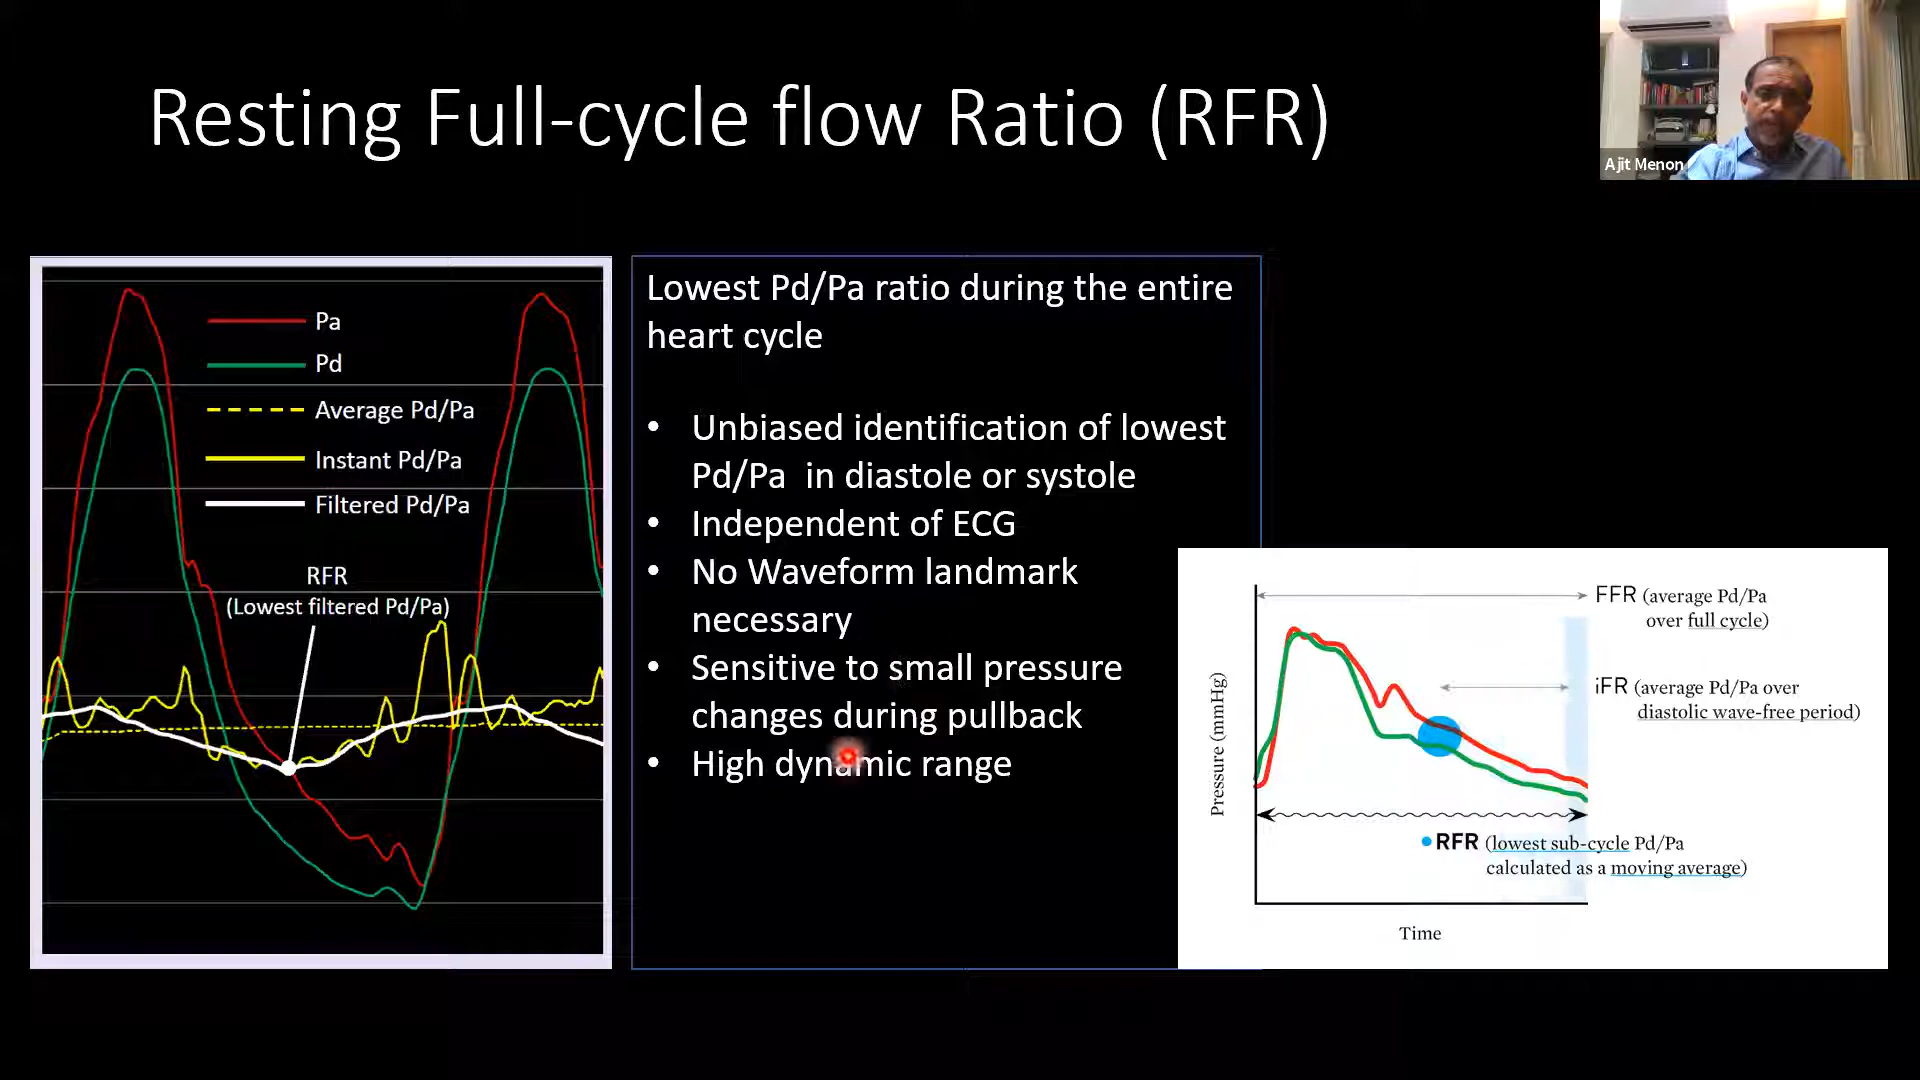 Resting Full-cycle flow Ratio (RFR)
Ajit Menon
Pa
Pd
Average Pd/Pa
Instant Pd/Pa
Filtered Pd/Pa
RFR
(Lowest filtered Pd/Pa)
Lowest Pd/Pa ratio during the entire
heart cycle
• Unbiased identification of lowest
Pd/Pa in diastole or systole
• Independent of ECG
• No Waveform landmark
necessary
• Sensitive to small pressure
changes during pullback
• High dynamic range
FFR (average Pd/Pa
over full cycle)
iFR (average Pd/Pa over
diastolic wave-free period)
Pressure (mmHg)
RFR (lowest sub-cycle Pd/Pa
calculated as a moving average)
Time